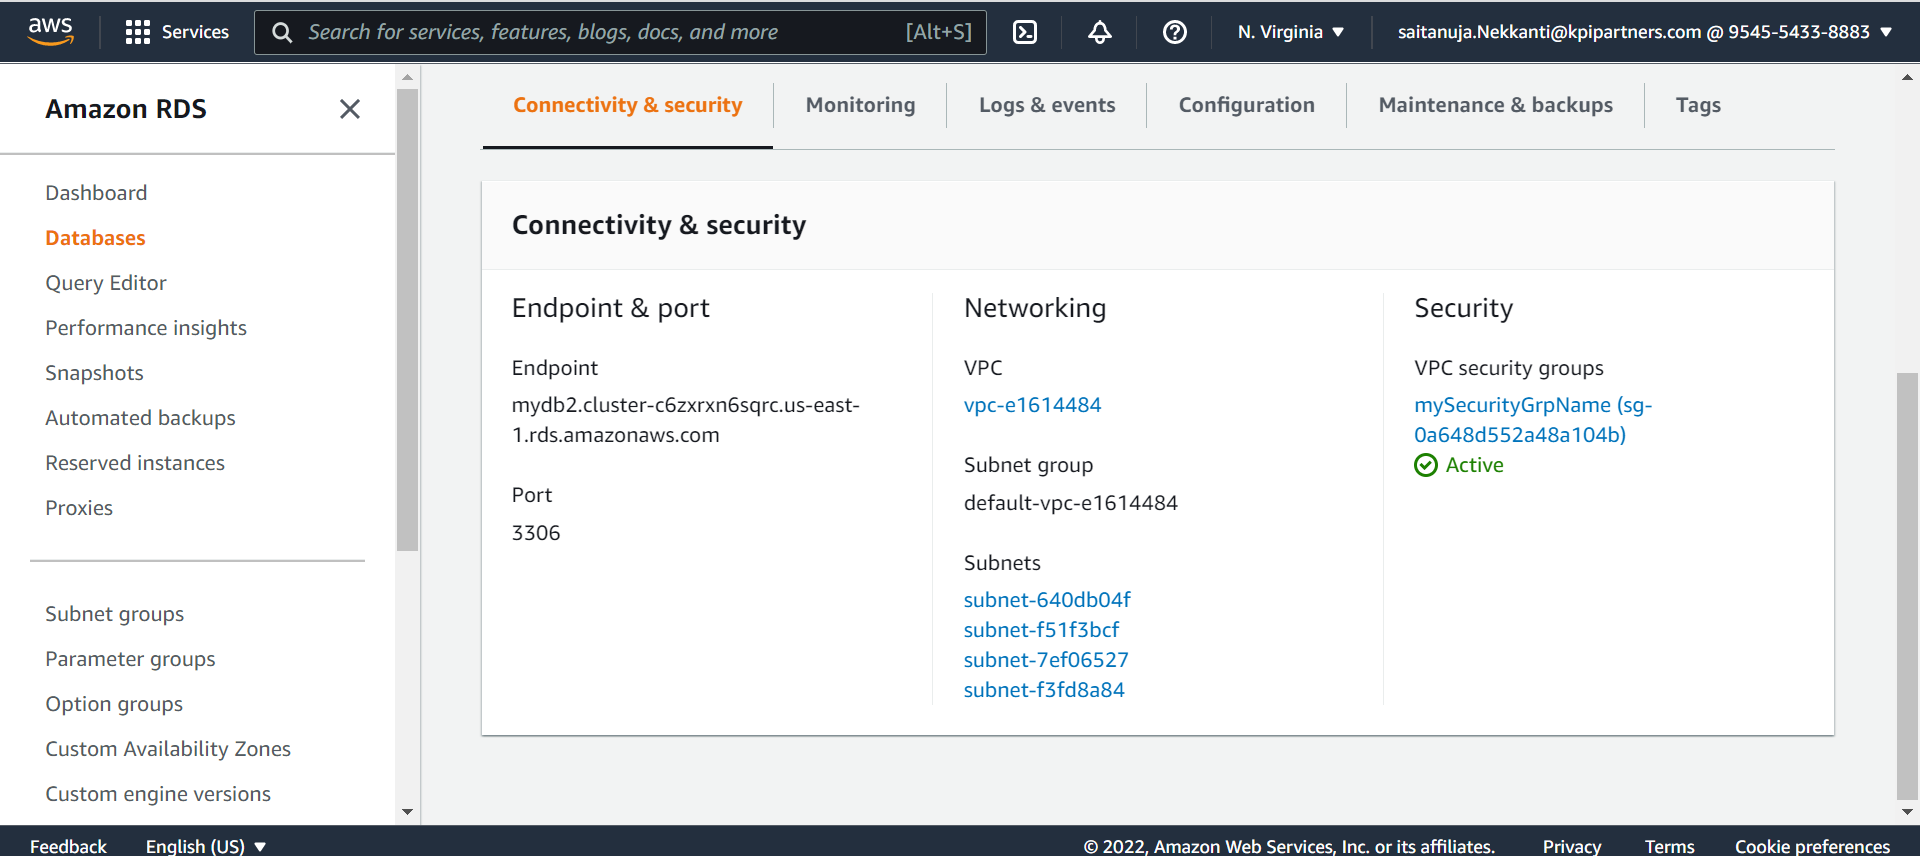 aws
Services
Search for services, features, blogs, docs, and more [Alt+S]
N. Virginia
saitanuja.Nekkanti@kpipartners.com @ 9545-5433-8883
Amazon RDS
Dashboard
Databases
Query Editor
Performance insights
Snapshots
Automated backups
Reserved instances
Proxies
Subnet groups
Parameter groups
Option groups
Custom Availability Zones
Custom engine versions
Connectivity & security
Monitoring
Logs & events
Configuration
Maintenance & backups
Tags
Connectivity & security
Endpoint & port
Endpoint
mydb2.cluster-c6zxrxn6sqrc.us-east-
1.rds.amazonaws.com
Port
3306
Networking
VPC
vpc-e1614484
Subnet group
default-vpc-e1614484
Subnets
subnet-640db04f
subnet-f51f3bcf
subnet-7ef06527
subnet-f3fd8a84
Security
VPC security groups
mySecurityGrpName (sg-
0a648d552a48a104b)
Active
Feedback
English (US)
© 2022, Amazon Web Services, Inc. or its affiliates.
Privacy
Terms
Cookie preferences